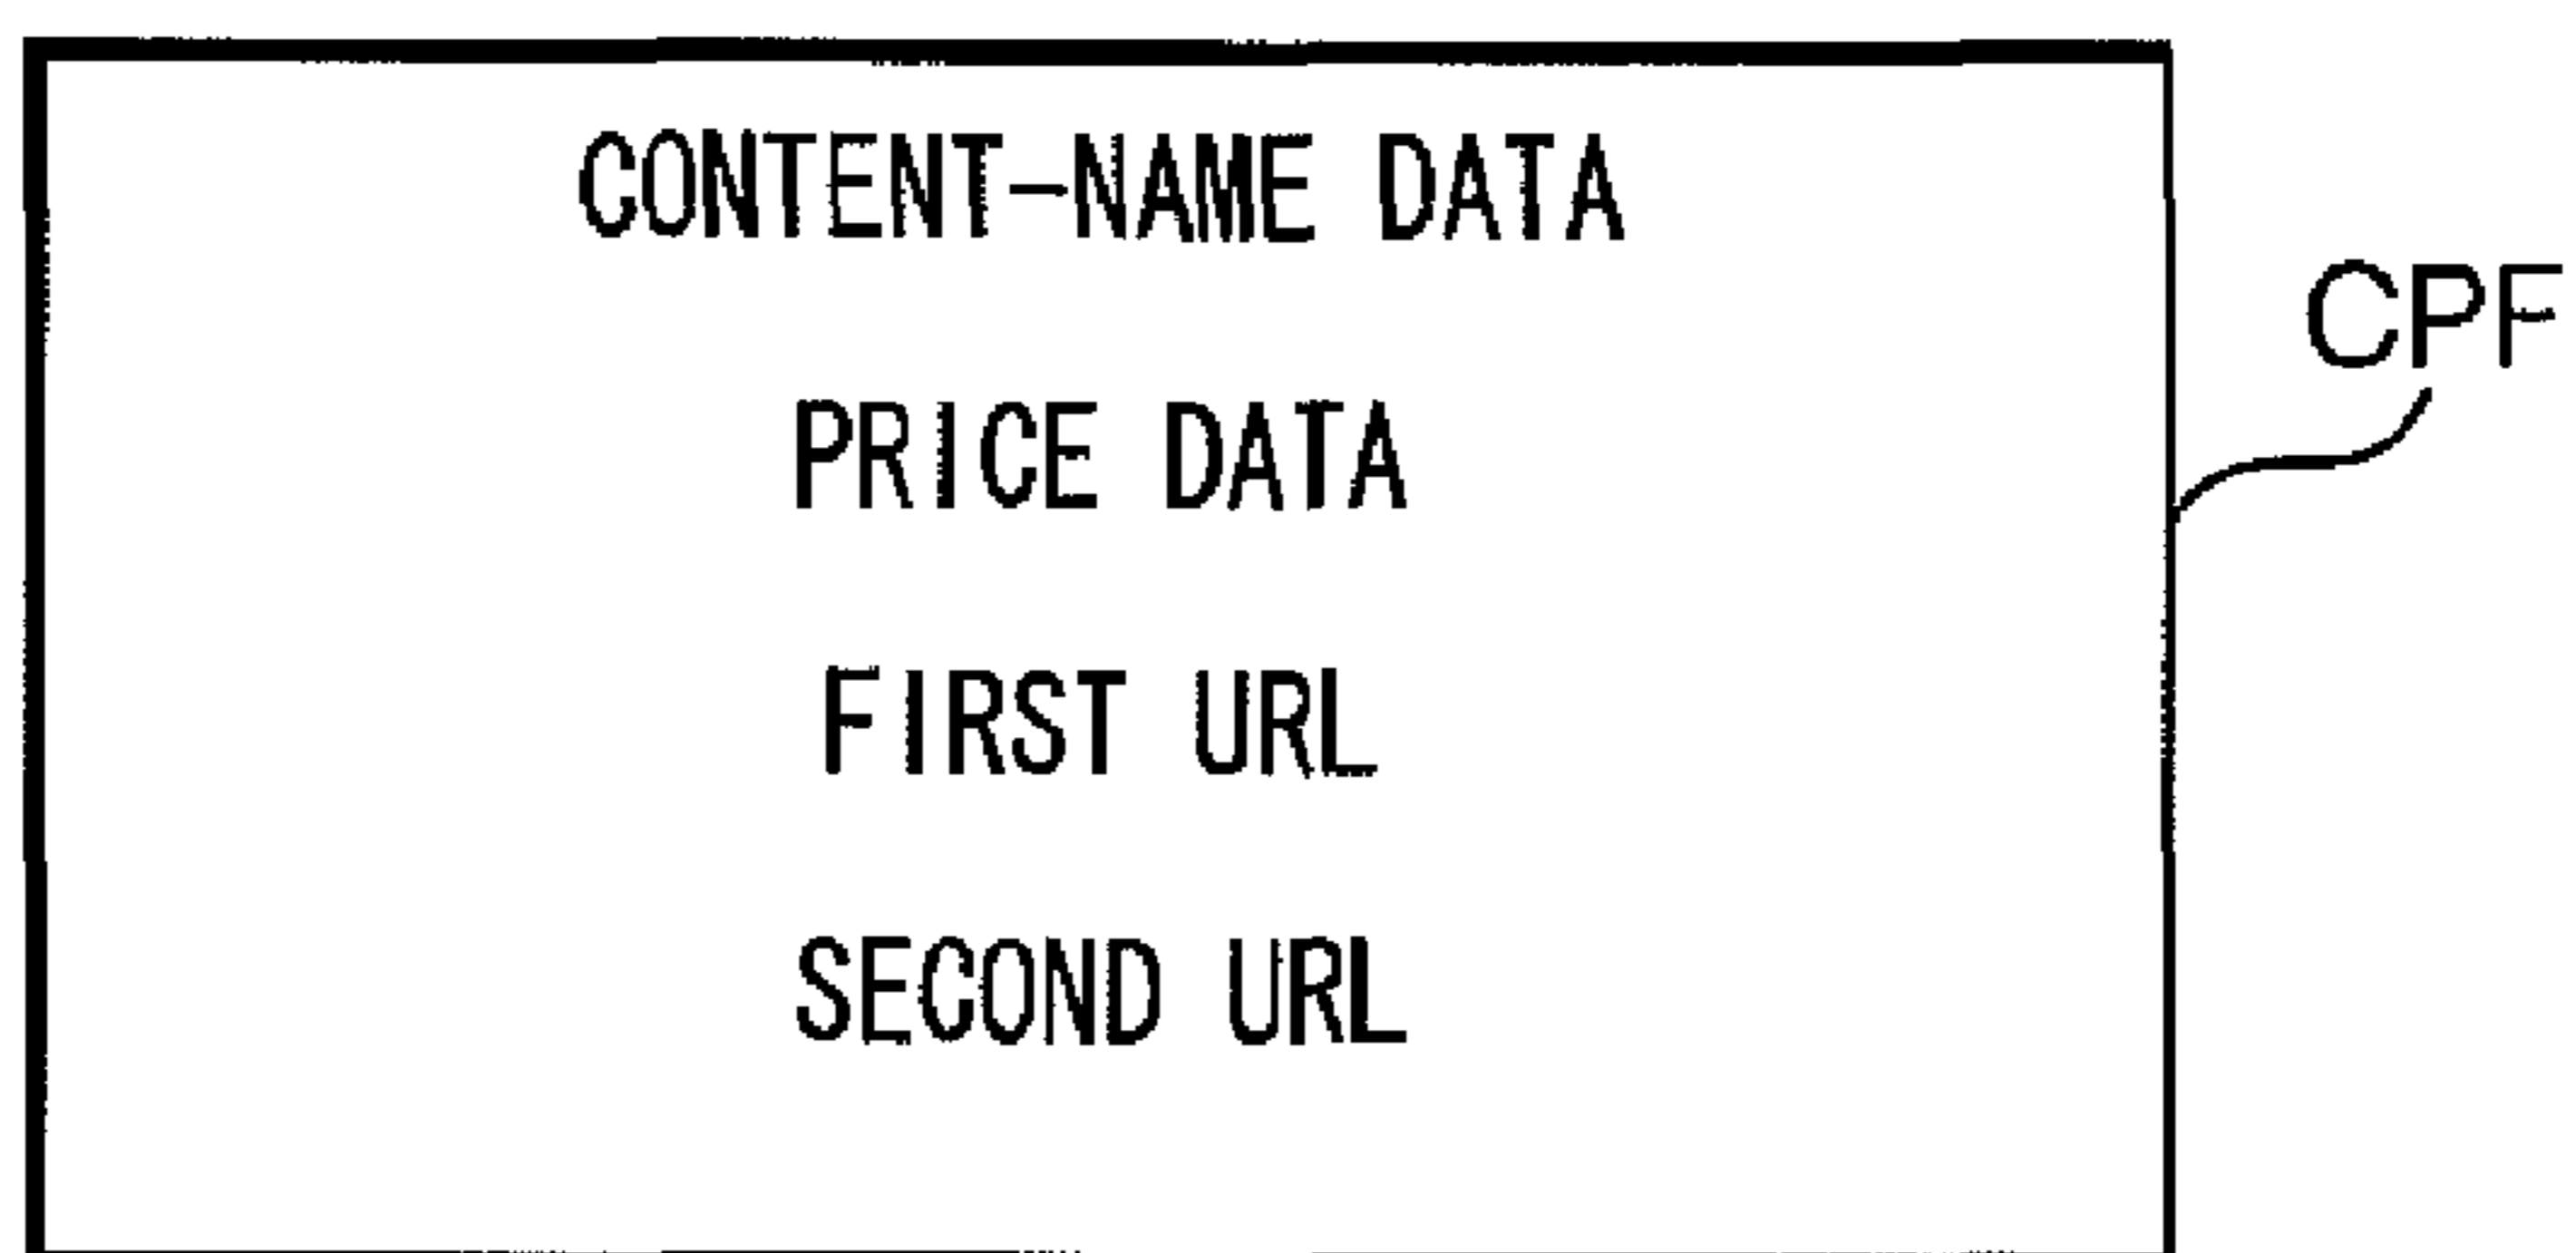 CONTENT-NAME DATA
CPF
PRICE DATA
FIRST URL
SECOND URL